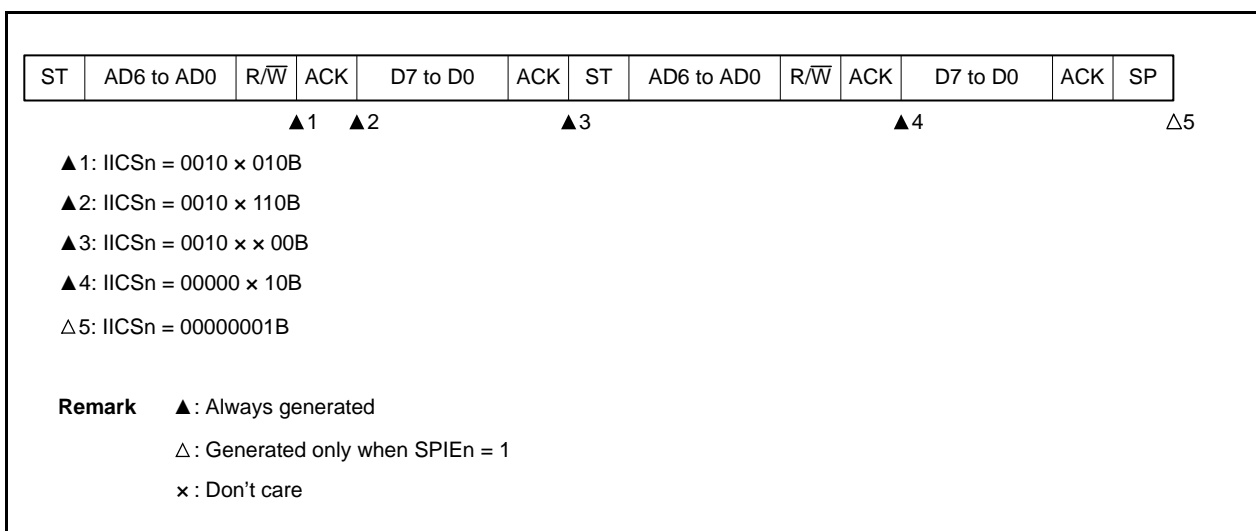 ST AD6 to AD0 R/W̅ ACK D7 to D0 ACK ST AD6 to AD0 R/W̅ ACK D7 to D0 ACK SP
▲1 ▲2 ▲3 ▲4 △5
▲1: IICSn = 0010 × 010B
▲2: IICSn = 0010 × 110B
▲3: IICSn = 0010 × × 00B
▲4: IICSn = 00000 × 10B
△5: IICSn = 00000001B
Remark ▲: Always generated
△: Generated only when SPIEn = 1
×: Don't care